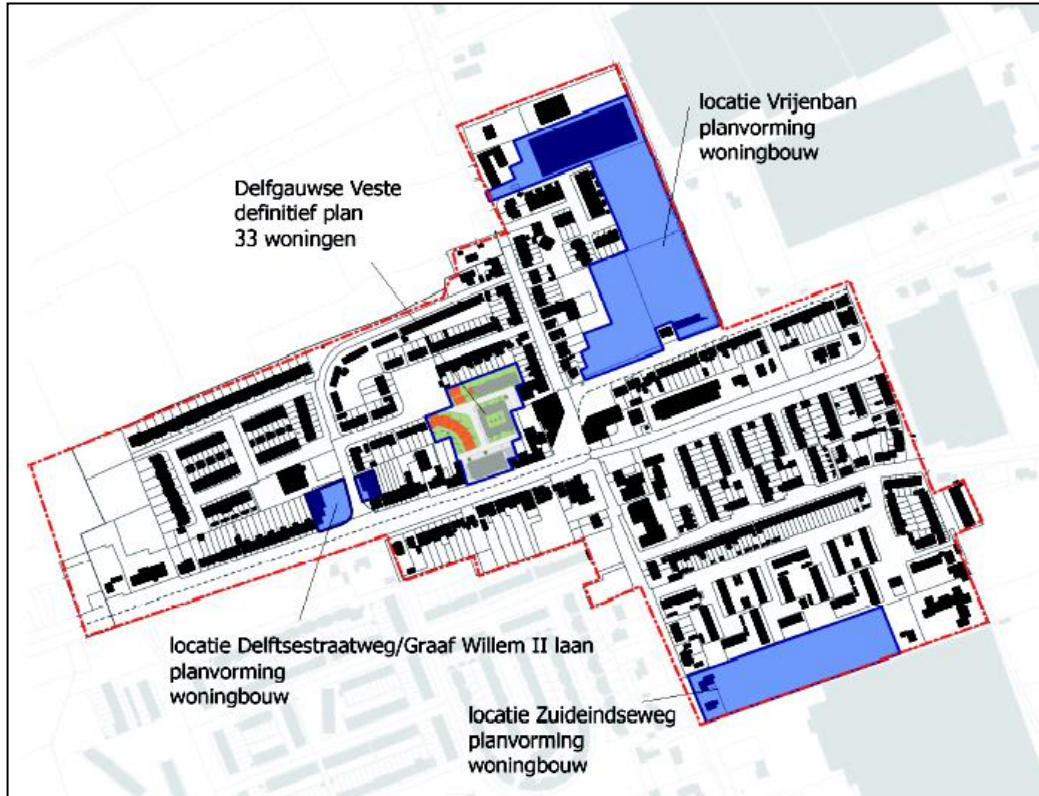 locatie Vrijenban
planvorming
woningbouw
Delfgauwse Veste
definitief plan
33 woningen
locatie Delftsestraatweg/Graaf Willem II laan
planvorming
woningbouw
locatie Zuideindseweg
planvorming
woningbouw